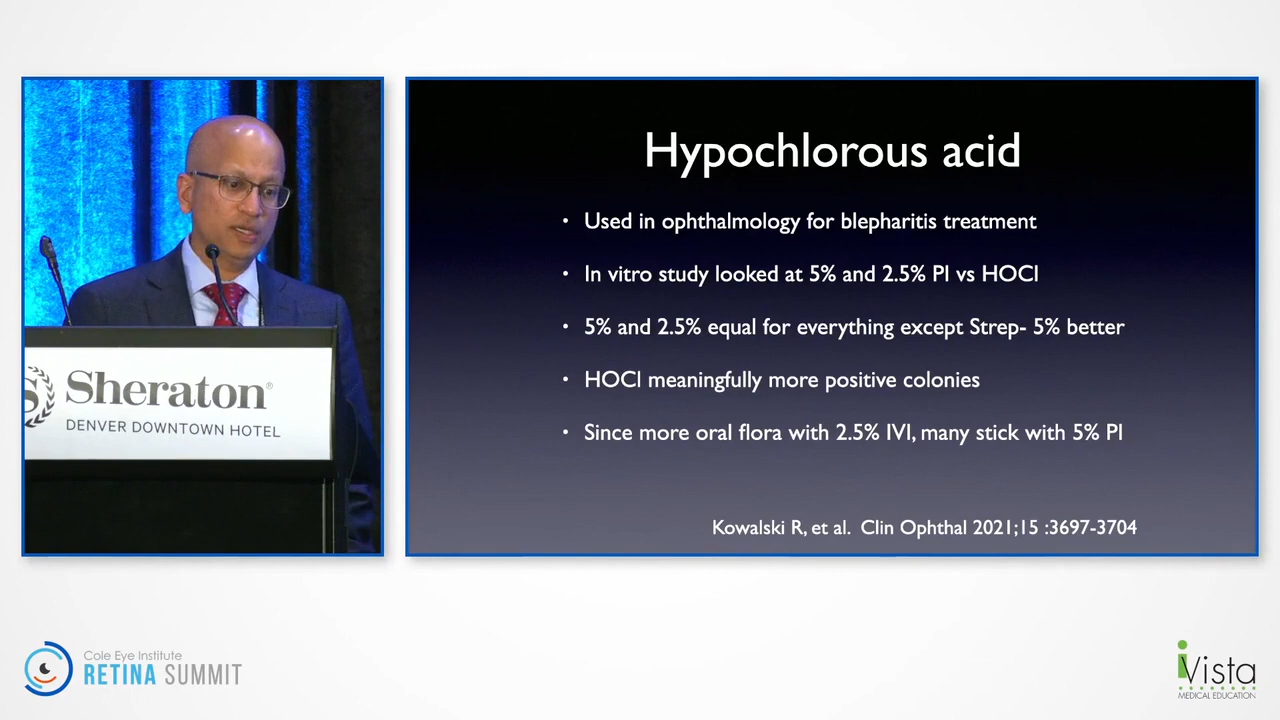 Hypochlorous acid
• Used in ophthalmology for blepharitis treatment
• In vitro study looked at 5% and 2.5% PI vs HOCl
• 5% and 2.5% equal for everything except Strep- 5% better
• HOCl meaningfully more positive colonies
• Since more oral flora with 2.5% IVI, many stick with 5% PI
Kowalski R, et al. Clin Ophthal 2021;15 :3697-3704
S
Sheraton®
DENVER DOWNTOWN HOTEL
Cole Eye Institute
RETINA SUMMIT
iVista
MEDICAL EDUCATION